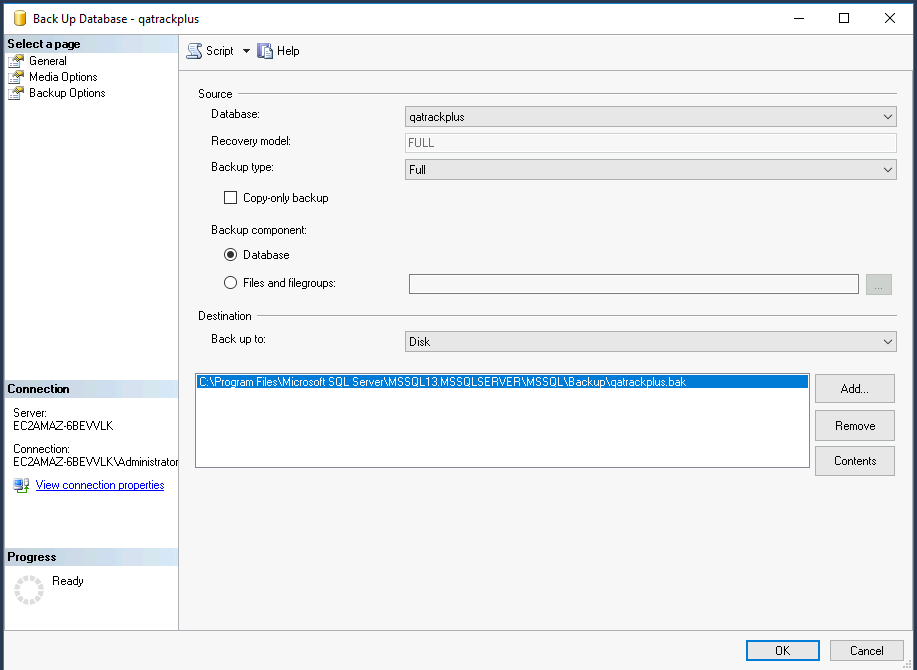 Back Up Database - qatrackplus
Select a page
General
Media Options
Backup Options
Script
Help
Source
Database:
qatrackplus
Recovery model:
FULL
Backup type:
Full
Copy-only backup
Backup component:
Database
Files and filegroups:
...
Destination
Back up to:
Disk
C:\Program Files\Microsoft SQL Server\MSSQL13.MSSQLSERVER\MSSQL\Backup\qatrackplus.bak
Add...
Remove
Contents
Connection
Server:
EC2AMAZ-6BEVVLK
Connection:
EC2AMAZ-6BEVVLK\Administrator
View connection properties
Progress
Ready
OK
Cancel